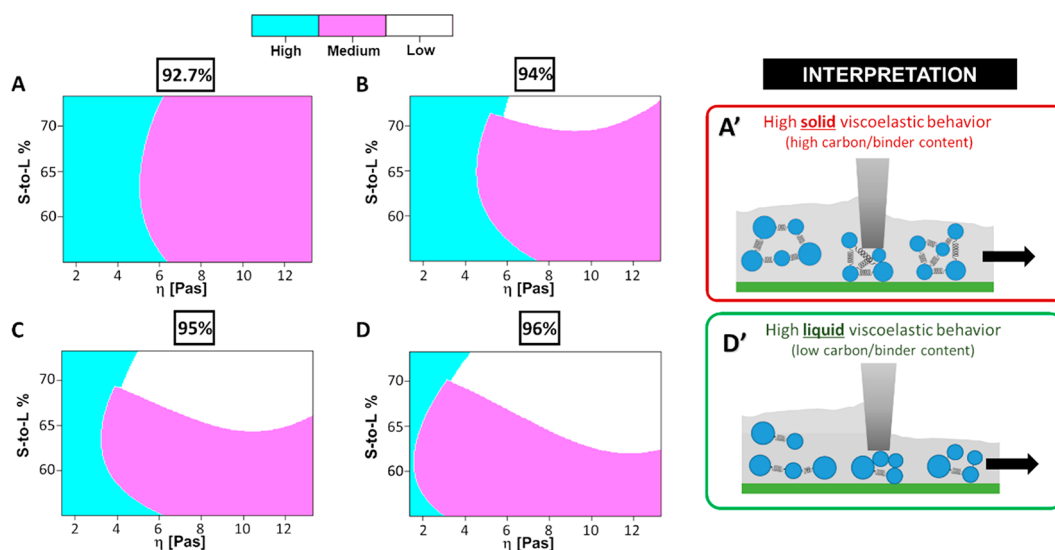 High Medium Low
A
92.7%
S-to-L %
70
65
60
2 4 6 8 10 12
η [Pas]
B
94%
S-to-L %
70
65
60
2 4 6 8 10 12
η [Pas]
C
95%
S-to-L %
70
60
2 4 6 8 10 12
η [Pas]
D
96%
S-to-L %
70
65
60
2 4 6 8 10 12
η [Pas]
INTERPRETATION
A’
High solid viscoelastic behavior
(high carbon/binder content)
D’
High liquid viscoelastic behavior
(low carbon/binder content)